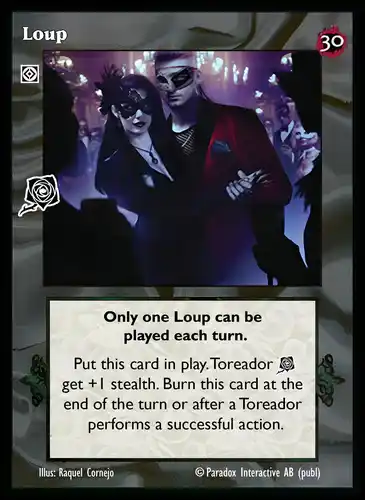 Loup
30
Only one Loup can be
played each turn.
Put this card in play. Toreador
get +1 stealth. Burn this card at the
end of the turn or after a Toreador
performs a successful action.
Illus: Raquel Cornejo © Paradox Interactive AB (publ)